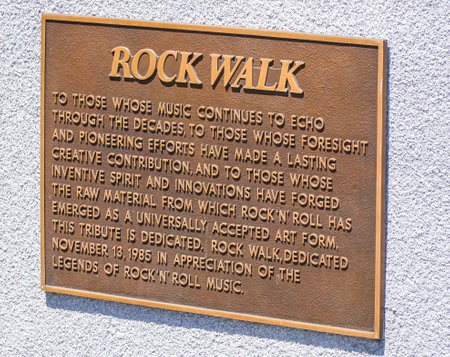 ROCK WALK
TO THOSE WHOSE MUSIC CONTINUES TO ECHO
THROUGH THE DECADES, TO THOSE WHOSE FORESIGHT
AND PIONEERING EFFORTS HAVE MADE A LASTING
CREATIVE CONTRIBUTION, AND TO THOSE WHOSE
INVENTIVE SPIRIT AND INNOVATIONS HAVE FORGED
THE RAW MATERIAL FROM WHICH ROCK'N'ROLL HAS
EMERGED AS A UNIVERSALLY ACCEPTED ART FORM,
THIS TRIBUTE IS DEDICATED. ROCK WALK, DEDICATED
NOVEMBER 13, 1985 IN APPRECIATION OF THE
LEGENDS OF ROCK'N'ROLL MUSIC.